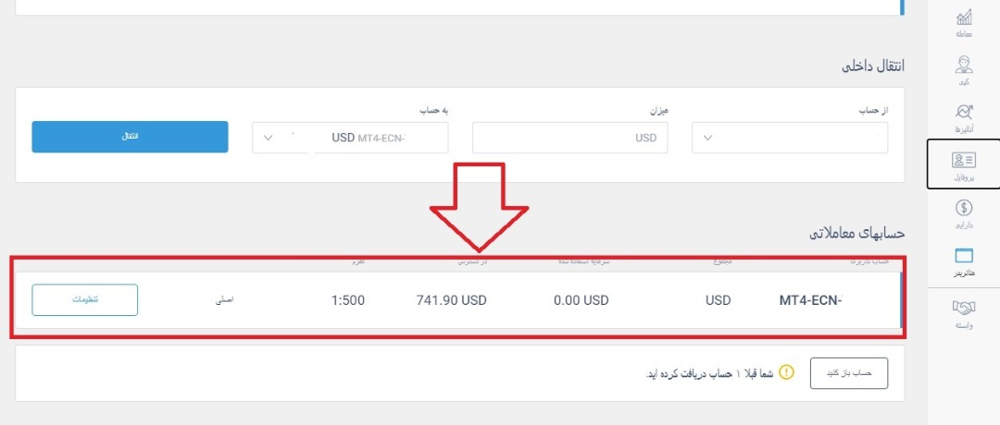 معامله
کپی
آنالیزها
پروفایل
دارایی
متاتریدر
وابسته
انتقال داخلی
از حساب
میزان
به حساب
USD
USD MT4-ECN-
انتقال
حسابهای معاملاتی
حساب کاربری مجموع سرمایه استفاده شده در دسترس اهرم
MT4-ECN- USD 0.00 USD 741.90 USD 1:500 اصلی تنظیمات
حساب باز کنید
شما قبلا ۱ حساب دریافت کرده اید.